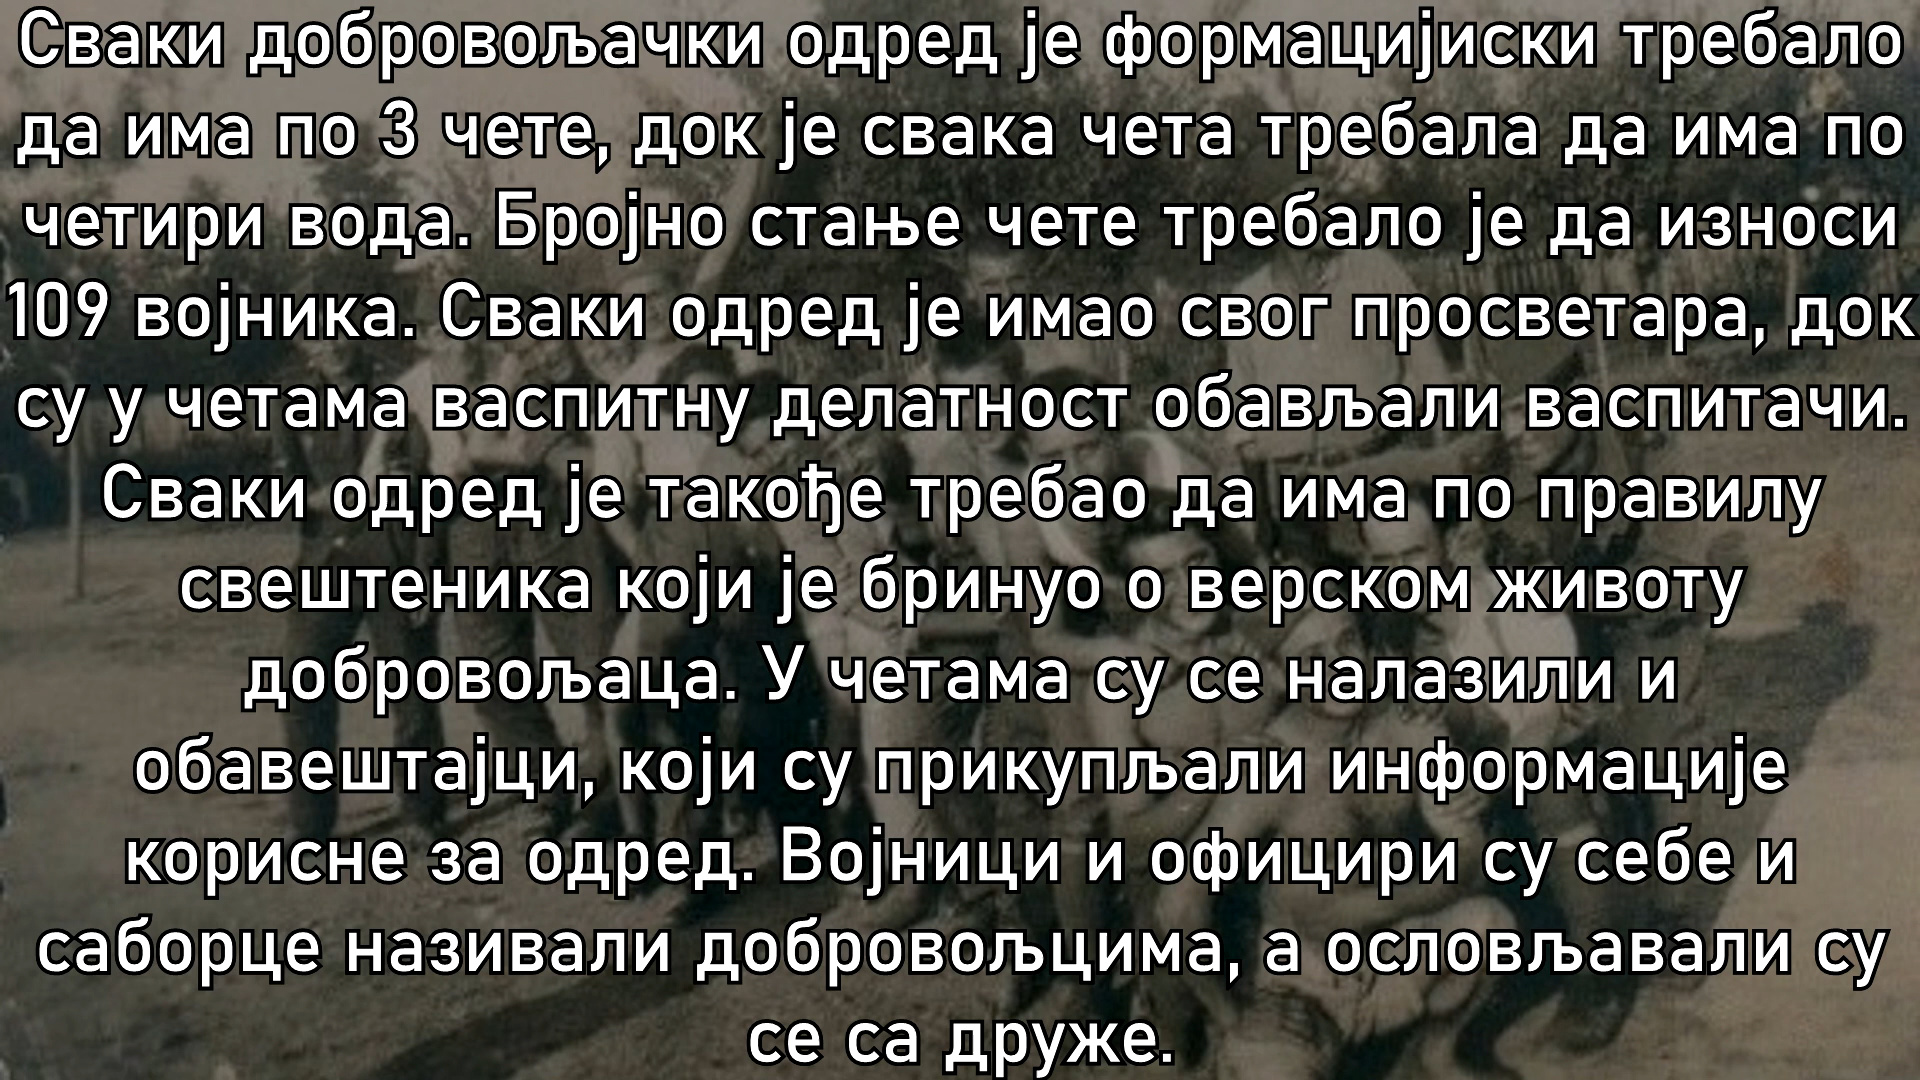 Сваки добровољачки одред је формацијиски требало
да има по 3 чете, док је свака чета требала да има по
четири вода. Бројно стање чете требало је да износи
109 војника. Сваки одред је имао свог просветара, док
су у четама васпитну делатност обављали васпитачи.
Сваки одред је такође требао да има по правилу
свештеника који је бринуо о верском животу
добровољаца. У четама су се налазили и
обавештајци, који су прикупљали информације
корисне за одред. Војници и официри су себе и
саборце називали добровољцима, а ословљавали су
се са друже.